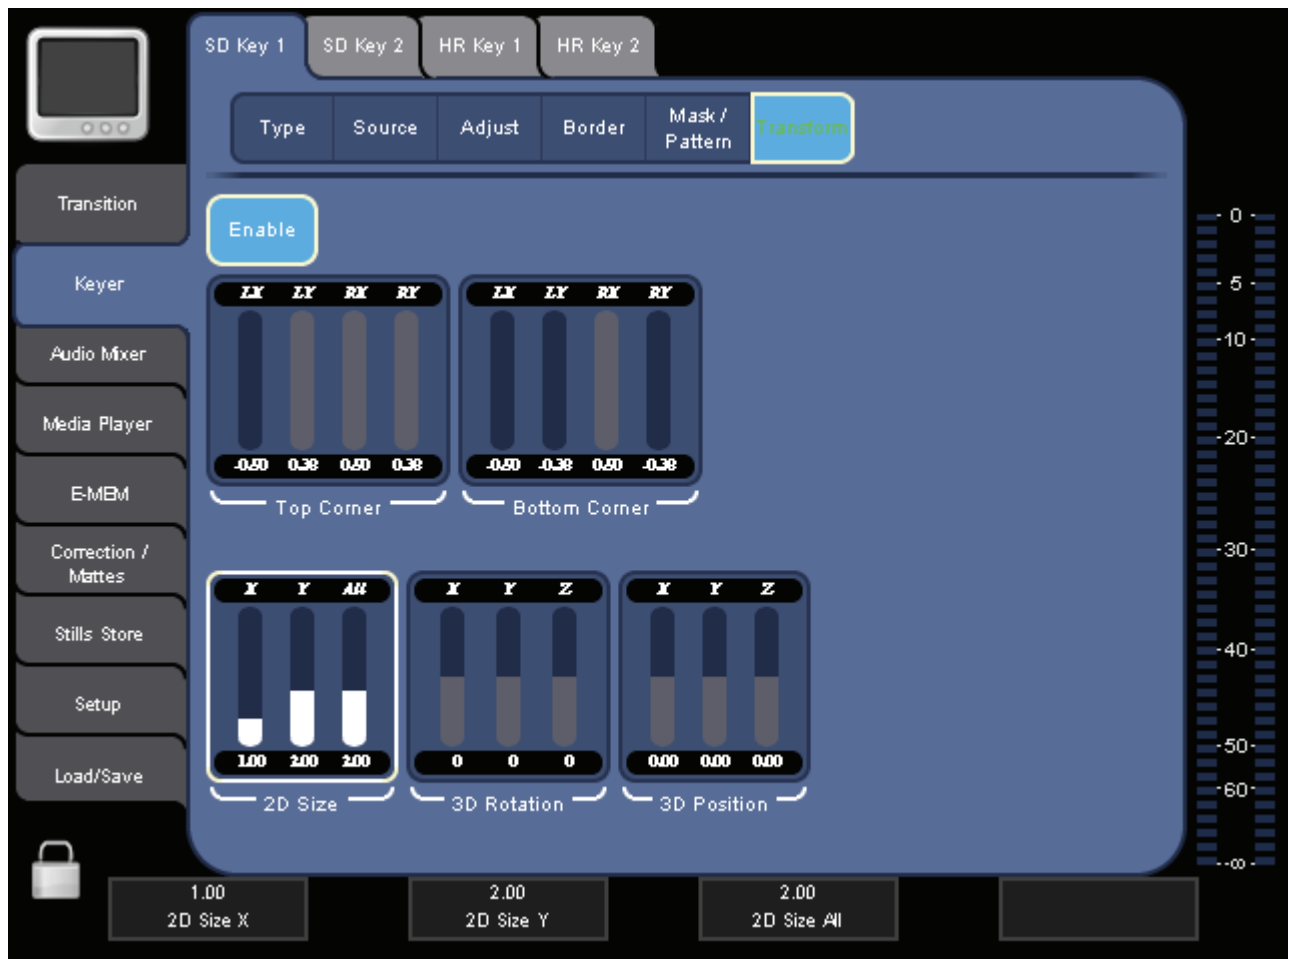 SD Key 1 SD Key 2 HR Key 1 HR Key 2
Type Source Adjust Border Mask / Pattern Transform
Transition
Keyer
Audio Mixer
Media Player
E-MEM
Correction /
Mattes
Stills Store
Setup
Load/Save
Enable
LX LY RX RY
-0.50 0.38 0.50 0.38
Top Corner
LX LY RX RY
-0.50 -0.38 0.50 -0.38
Bottom Corner
X Y All
1.00 2.00 2.00
2D Size
X Y Z
0 0 0
3D Rotation
X Y Z
0.00 0.00 0.00
3D Position
- 0 -
- 5 -
-10-
-20-
-30-
-40-
-50-
-60-
--∞-
1.00
2D Size X
2.00
2D Size Y
2.00
2D Size All